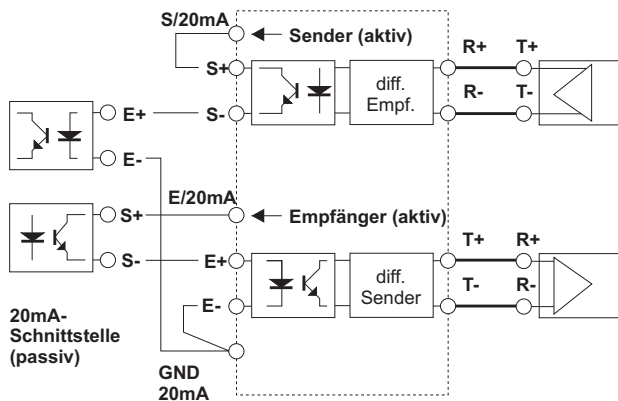 S/20mA
Sender (aktiv)
R+ T+
S+
diff.
Empf.
E+ S-
R- T-
E-
E/20mA
S+
Empfänger (aktiv)
T+ R+
S- E+
diff.
Sender
E-
T- R-
20mA-
Schnittstelle
(passiv)
GND
20mA